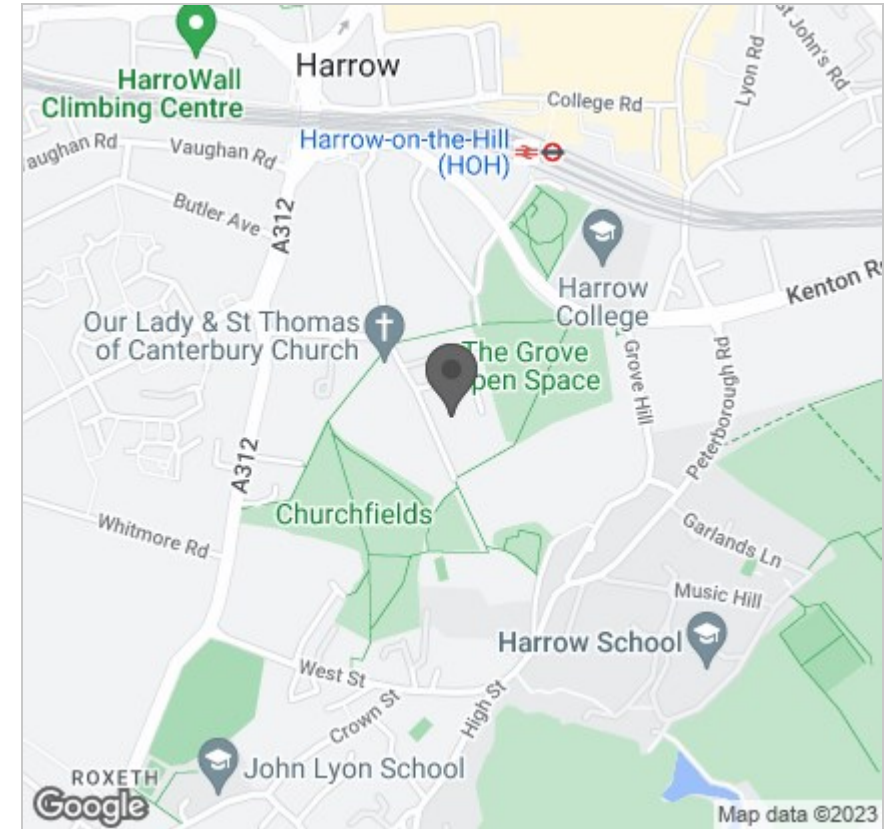 HarroWall
Climbing Centre
Harrow
College Rd
Lyon Rd
St John's Rd
Harrow-on-the-Hill
(HOH)
Vaughan Rd
Butler Ave
A312
Kenton
Harrow
College
Our Lady & St Thomas
of Canterbury Church
The Grove
pen Space
Grove Hill
Peterborough Rd
A312
Churchfields
Whitmore Rd
Garlands Ln
Music Hill
Harrow School
West St
Crown St
High St
ROXETH
John Lyon School
Google
Map data ©2023